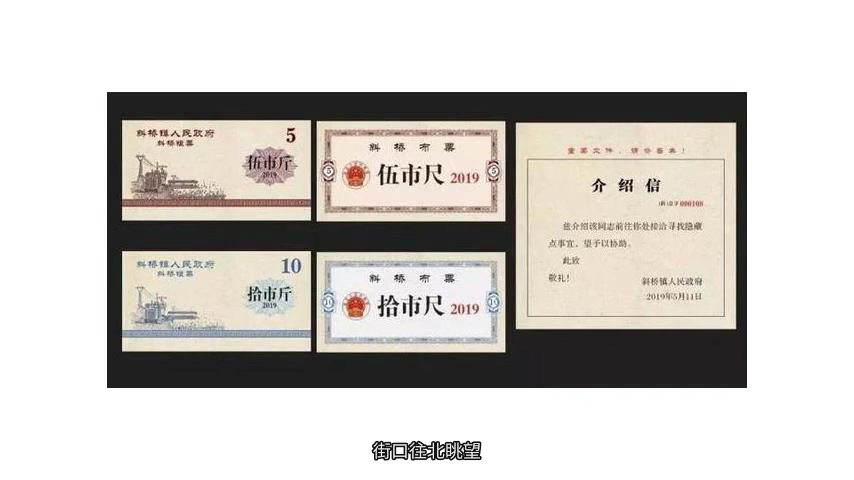 斜桥镇人民政府
斜桥粮票
5
伍市斤
2019
斜桥布票
5
伍市尺 2019
5
斜桥镇人民政府
斜桥粮票
10
拾市斤
2019
斜桥布票
10
拾市尺 2019
10
重要文件,请勿丢弃!
介绍信
000108
兹介绍该同志前往你处接洽寻找隐藏
点事宜,望予以协助。
此致
敬礼!
斜桥镇人民政府
2019年5月11日
街口往北眺望